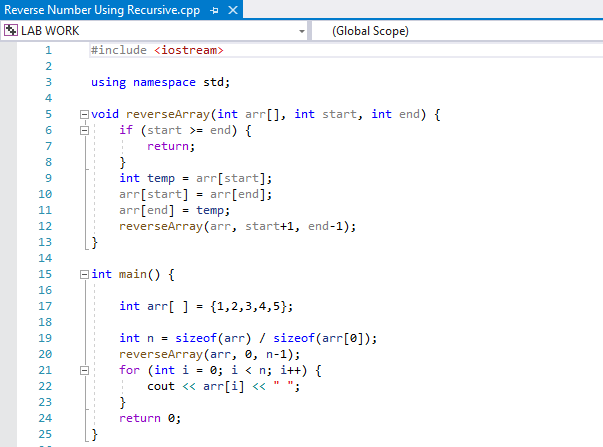 Reverse Number Using Recursive.cpp
LAB WORK (Global Scope)
1 #include <iostream>
2
3 using namespace std;
4
5 void reverseArray(int arr[], int start, int end) {
6 if (start >= end) {
7 return;
8 }
9 int temp = arr[start];
10 arr[start] = arr[end];
11 arr[end] = temp;
12 reverseArray(arr, start+1, end-1);
13 }
14
15 int main() {
16
17 int arr[ ] = {1,2,3,4,5};
18
19 int n = sizeof(arr) / sizeof(arr[0]);
20 reverseArray(arr, 0, n-1);
21 for (int i = 0; i < n; i++) {
22 cout << arr[i] << " ";
23 }
24 return 0;
25 }